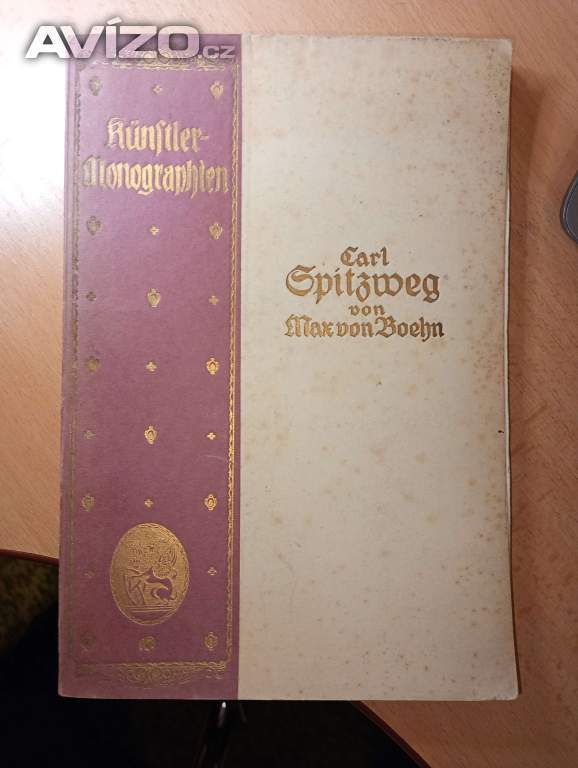 AVÍZO.cz
Künstler-
Monographien
Carl
Spitzweg
von
Max von Boehn